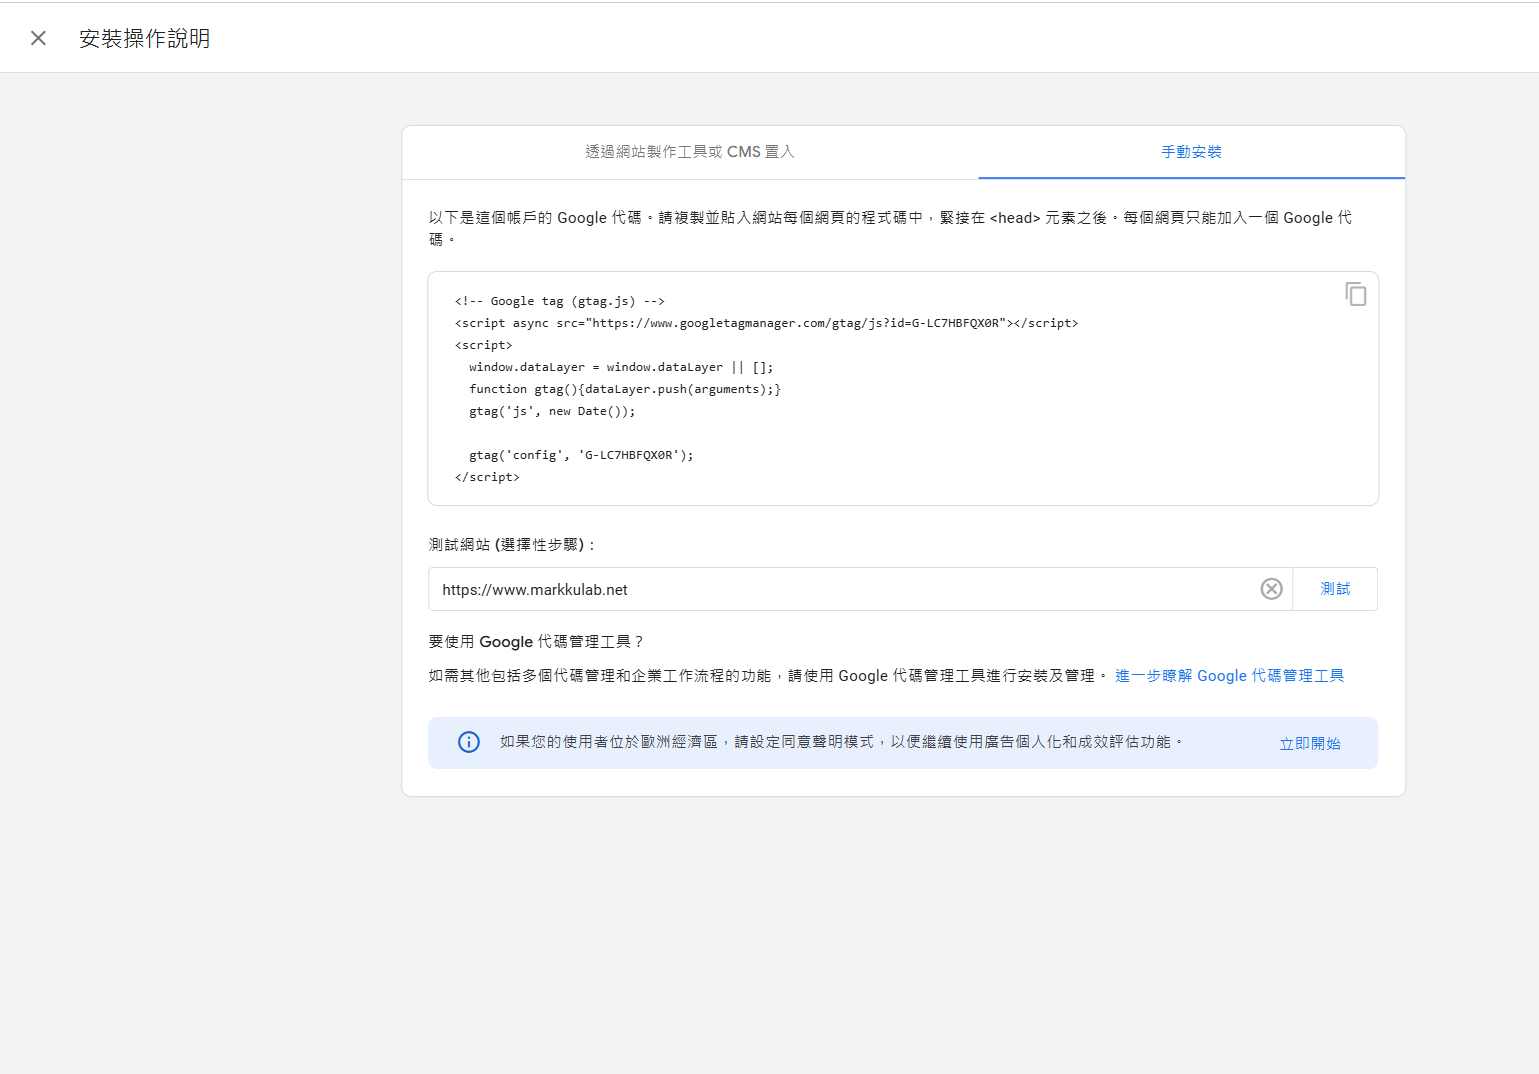 安裝操作說明
透過網站製作工具或 CMS 置入
手動安裝
以下是這個帳戶的 Google 代碼。請複製並貼入網站每個網頁的程式碼中，緊接在 <head> 元素之後。每個網頁只能加入一個 Google 代
碼。
<!-- Google tag (gtag.js) -->
<script async src="https://www.googletagmanager.com/gtag/js?id=G-LC7HBFQX0R"></script>
<script>
  window.dataLayer = window.dataLayer || [];
  function gtag(){dataLayer.push(arguments);}
  gtag('js', new Date());
  gtag('config', 'G-LC7HBFQX0R');
</script>
測試網站 (選擇性步驟)：
https://www.markkulab.net
測試
要使用 Google 代碼管理工具？
如需其他包括多個代碼管理和企業工作流程的功能，請使用 Google 代碼管理工具進行安裝及管理。 進一步瞭解 Google 代碼管理工具
如果您的使用者位於歐洲經濟區，請設定同意聲明模式，以便繼續使用廣告個人化和成效評估功能。
立即開始